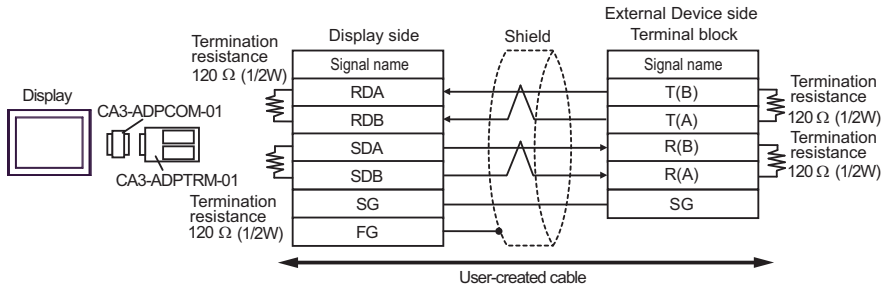 External Device side
Display side
Shield
Terminal block
Termination
resistance
120 Ω (1/2W)
Signal name
Signal name
RDA
T(B)
Termination
resistance
120 Ω (1/2W)
Display
CA3-ADPCOM-01
RDB
T(A)
SDA
R(B)
Termination
resistance
120 Ω (1/2W)
CA3-ADPTRM-01
SDB
R(A)
Termination
resistance
120 Ω (1/2W)
SG
SG
FG
User-created cable